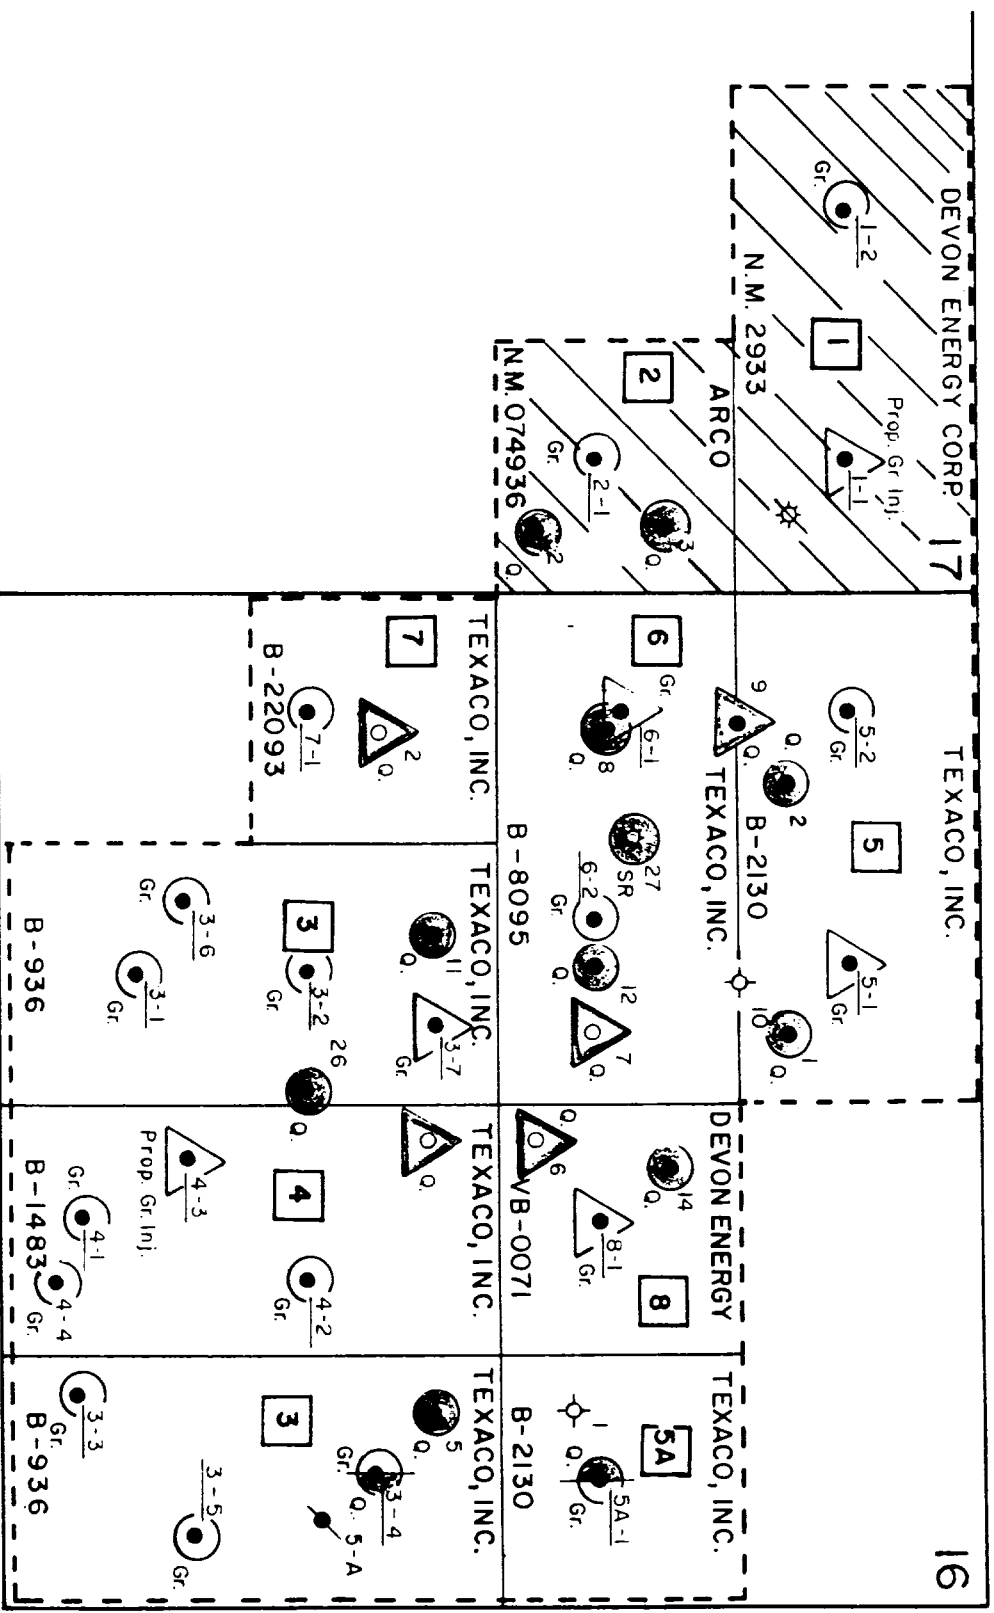 DEVON ENERGY CORP.
17
Gr.
1-2
1
Prop. Gr Inj.
1-1
N.M. 2933
ARCO
2
Gr.
2-1
3
Q.
2
Q.
N.M. 074936
TEXACO, INC.
16
5-2
Gr.
5
5-1
Gr.
9
Q.
Q.
2
B-2130
10
1
Q.
TEXACO, INC.
6
Gr.
6-1
8
Q.
27
SR
6-2
Gr.
12
Q.
7
Q.
B-8095
DEVON ENERGY
14
Q.
8
8-1
Gr.
Q.
6
VB-0071
TEXACO, INC.
5A
1
Q.
5A-1
Gr.
B-2130
TEXACO, INC.
7
2
Q.
7-1
B-22093
TEXACO, INC.
11
Q.
3-7
Gr.
3
3-2
Gr.
26
Q.
3-6
Gr.
3-1
Gr.
B-936
TEXACO, INC.
Q.
4
4-2
Gr.
4-3
Prop. Gr. Inj.
Gr.
4-1
4-4
Gr.
B-1483
TEXACO, INC.
5
Q.
Gr.
3-4
Q.
5-A
3
3-5
Gr.
3-3
Gr.
B-936